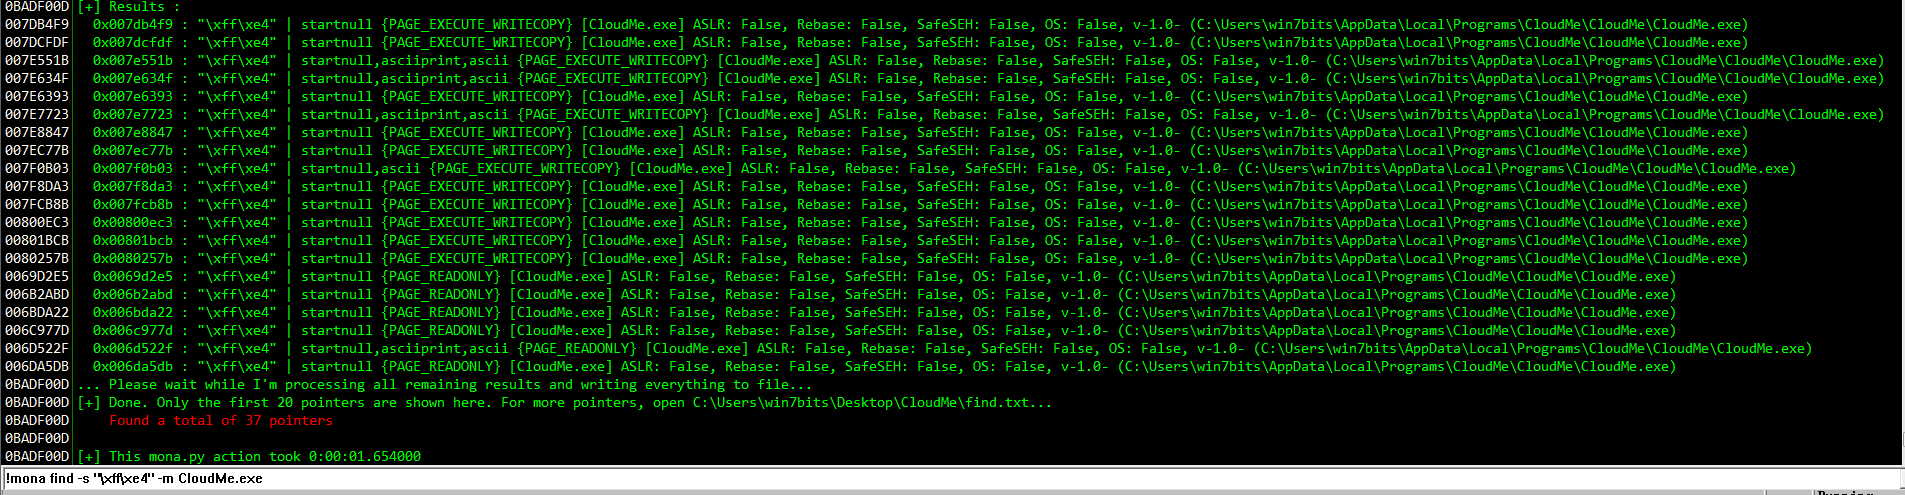 0BADF00D [+] Results :
007DB4F9   0x007db4f9 : "\xff\xe4" | startnull {PAGE_EXECUTE_WRITECOPY} [CloudMe.exe] ASLR: False, Rebase: False, SafeSEH: False, OS: False, v-1.0- (C:\Users\win7bits\AppData\Local\Programs\CloudMe\CloudMe\CloudMe.exe)
007DCFDF   0x007dcfdf : "\xff\xe4" | startnull {PAGE_EXECUTE_WRITECOPY} [CloudMe.exe] ASLR: False, Rebase: False, SafeSEH: False, OS: False, v-1.0- (C:\Users\win7bits\AppData\Local\Programs\CloudMe\CloudMe\CloudMe.exe)
007E551B   0x007e551b : "\xff\xe4" | startnull,asciiprint,ascii {PAGE_EXECUTE_WRITECOPY} [CloudMe.exe] ASLR: False, Rebase: False, SafeSEH: False, OS: False, v-1.0- (C:\Users\win7bits\AppData\Local\Programs\CloudMe\CloudMe\CloudMe.exe)
007E634F   0x007e634f : "\xff\xe4" | startnull,asciiprint,ascii {PAGE_EXECUTE_WRITECOPY} [CloudMe.exe] ASLR: False, Rebase: False, SafeSEH: False, OS: False, v-1.0- (C:\Users\win7bits\AppData\Local\Programs\CloudMe\CloudMe\CloudMe.exe)
007E6393   0x007e6393 : "\xff\xe4" | startnull {PAGE_EXECUTE_WRITECOPY} [CloudMe.exe] ASLR: False, Rebase: False, SafeSEH: False, OS: False, v-1.0- (C:\Users\win7bits\AppData\Local\Programs\CloudMe\CloudMe\CloudMe.exe)
007E7723   0x007e7723 : "\xff\xe4" | startnull,asciiprint,ascii {PAGE_EXECUTE_WRITECOPY} [CloudMe.exe] ASLR: False, Rebase: False, SafeSEH: False, OS: False, v-1.0- (C:\Users\win7bits\AppData\Local\Programs\CloudMe\CloudMe\CloudMe.exe)
007E8847   0x007e8847 : "\xff\xe4" | startnull {PAGE_EXECUTE_WRITECOPY} [CloudMe.exe] ASLR: False, Rebase: False, SafeSEH: False, OS: False, v-1.0- (C:\Users\win7bits\AppData\Local\Programs\CloudMe\CloudMe\CloudMe.exe)
007EC77B   0x007ec77b : "\xff\xe4" | startnull {PAGE_EXECUTE_WRITECOPY} [CloudMe.exe] ASLR: False, Rebase: False, SafeSEH: False, OS: False, v-1.0- (C:\Users\win7bits\AppData\Local\Programs\CloudMe\CloudMe\CloudMe.exe)
007F0B03   0x007f0b03 : "\xff\xe4" | startnull,ascii {PAGE_EXECUTE_WRITECOPY} [CloudMe.exe] ASLR: False, Rebase: False, SafeSEH: False, OS: False, v-1.0- (C:\Users\win7bits\AppData\Local\Programs\CloudMe\CloudMe\CloudMe.exe)
007F8DA3   0x007f8da3 : "\xff\xe4" | startnull {PAGE_EXECUTE_WRITECOPY} [CloudMe.exe] ASLR: False, Rebase: False, SafeSEH: False, OS: False, v-1.0- (C:\Users\win7bits\AppData\Local\Programs\CloudMe\CloudMe\CloudMe.exe)
007FCB8B   0x007fcb8b : "\xff\xe4" | startnull {PAGE_EXECUTE_WRITECOPY} [CloudMe.exe] ASLR: False, Rebase: False, SafeSEH: False, OS: False, v-1.0- (C:\Users\win7bits\AppData\Local\Programs\CloudMe\CloudMe\CloudMe.exe)
00800EC3   0x00800ec3 : "\xff\xe4" | startnull {PAGE_EXECUTE_WRITECOPY} [CloudMe.exe] ASLR: False, Rebase: False, SafeSEH: False, OS: False, v-1.0- (C:\Users\win7bits\AppData\Local\Programs\CloudMe\CloudMe\CloudMe.exe)
00801BCB   0x00801bcb : "\xff\xe4" | startnull {PAGE_EXECUTE_WRITECOPY} [CloudMe.exe] ASLR: False, Rebase: False, SafeSEH: False, OS: False, v-1.0- (C:\Users\win7bits\AppData\Local\Programs\CloudMe\CloudMe\CloudMe.exe)
0080257B   0x0080257b : "\xff\xe4" | startnull {PAGE_EXECUTE_WRITECOPY} [CloudMe.exe] ASLR: False, Rebase: False, SafeSEH: False, OS: False, v-1.0- (C:\Users\win7bits\AppData\Local\Programs\CloudMe\CloudMe\CloudMe.exe)
0069D2E5   0x0069d2e5 : "\xff\xe4" | startnull {PAGE_READONLY} [CloudMe.exe] ASLR: False, Rebase: False, SafeSEH: False, OS: False, v-1.0- (C:\Users\win7bits\AppData\Local\Programs\CloudMe\CloudMe\CloudMe.exe)
006B2ABD   0x006b2abd : "\xff\xe4" | startnull {PAGE_READONLY} [CloudMe.exe] ASLR: False, Rebase: False, SafeSEH: False, OS: False, v-1.0- (C:\Users\win7bits\AppData\Local\Programs\CloudMe\CloudMe\CloudMe.exe)
006BDA22   0x006bda22 : "\xff\xe4" | startnull {PAGE_READONLY} [CloudMe.exe] ASLR: False, Rebase: False, SafeSEH: False, OS: False, v-1.0- (C:\Users\win7bits\AppData\Local\Programs\CloudMe\CloudMe\CloudMe.exe)
006C977D   0x006c977d : "\xff\xe4" | startnull {PAGE_READONLY} [CloudMe.exe] ASLR: False, Rebase: False, SafeSEH: False, OS: False, v-1.0- (C:\Users\win7bits\AppData\Local\Programs\CloudMe\CloudMe\CloudMe.exe)
006D522F   0x006d522f : "\xff\xe4" | startnull,asciiprint,ascii {PAGE_READONLY} [CloudMe.exe] ASLR: False, Rebase: False, SafeSEH: False, OS: False, v-1.0- (C:\Users\win7bits\AppData\Local\Programs\CloudMe\CloudMe\CloudMe.exe)
006DA5DB   0x006da5db : "\xff\xe4" | startnull {PAGE_READONLY} [CloudMe.exe] ASLR: False, Rebase: False, SafeSEH: False, OS: False, v-1.0- (C:\Users\win7bits\AppData\Local\Programs\CloudMe\CloudMe\CloudMe.exe)
0BADF00D ... Please wait while I'm processing all remaining results and writing everything to file...
0BADF00D [+] Done. Only the first 20 pointers are shown here. For more pointers, open C:\Users\win7bits\Desktop\CloudMe\find.txt...
0BADF00D     Found a total of 37 pointers
0BADF00D
0BADF00D [+] This mona.py action took 0:00:01.654000
!mona find -s "\xff\xe4" -m CloudMe.exe